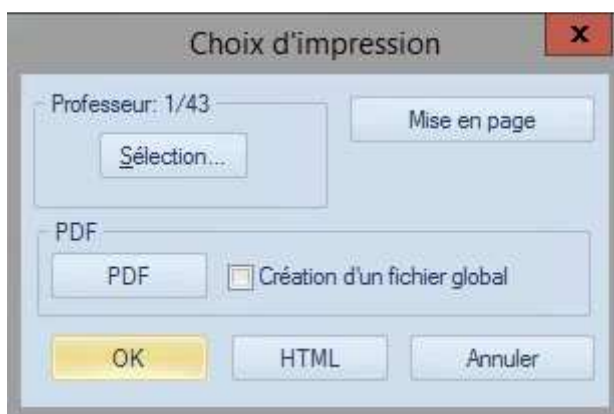 Choix d'impression
x
Professeur: 1/43
Mise en page
Sélection...
PDF
PDF
Création d'un fichier global
OK
HTML
Annuler